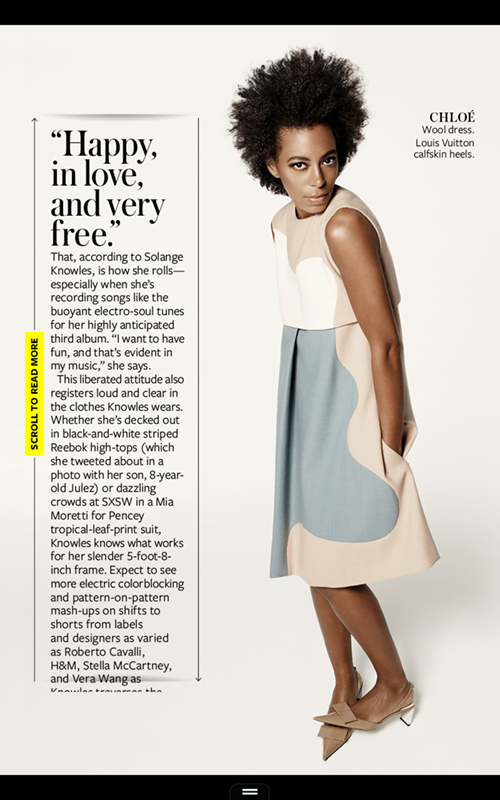 CHLOÉ
Wool dress.
Louis Vuitton
calfskin heels.
“Happy,
in love,
and very
free.”
That, according to Solange
Knowles, is how she rolls—
especially when she’s
recording songs like the
buoyant electro-soul tunes
for her highly anticipated
third album. “I want to have
fun, and that’s evident in
my music,” she says.
This liberated attitude also
registers loud and clear in
the clothes Knowles wears.
Whether she’s decked out
in black-and-white striped
Reebok high-tops (which
she tweeted about in a
photo with her son, 8-year-
old Julez) or dazzling
crowds at SXSW in a Mia
Moretti for Pencey
tropical-leaf-print suit,
Knowles knows what works
for her slender 5-foot-8-
inch frame. Expect to see
more electric colorblocking
and pattern-on-pattern
mash-ups on shifts to
shorts from labels
and designers as varied
as Roberto Cavalli,
H&M, Stella McCartney,
and Vera Wang as
Knowles traverses the
SCROLL TO READ MORE